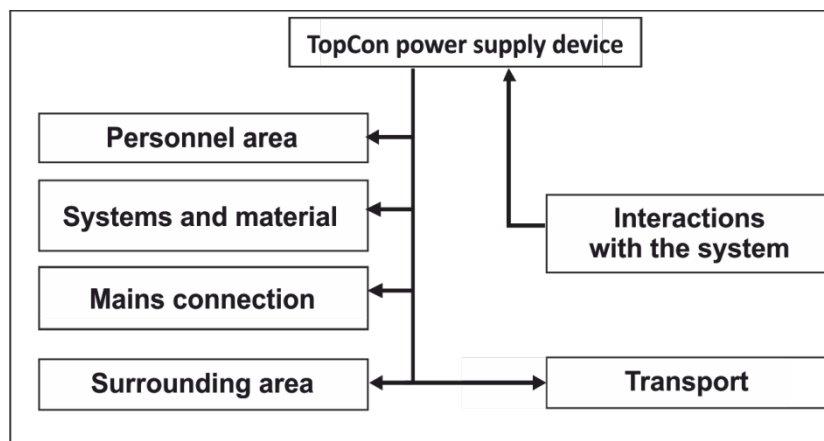 TopCon power supply device
Personnel area
Systems and material
Interactions
with the system
Mains connection
Surrounding area
Transport